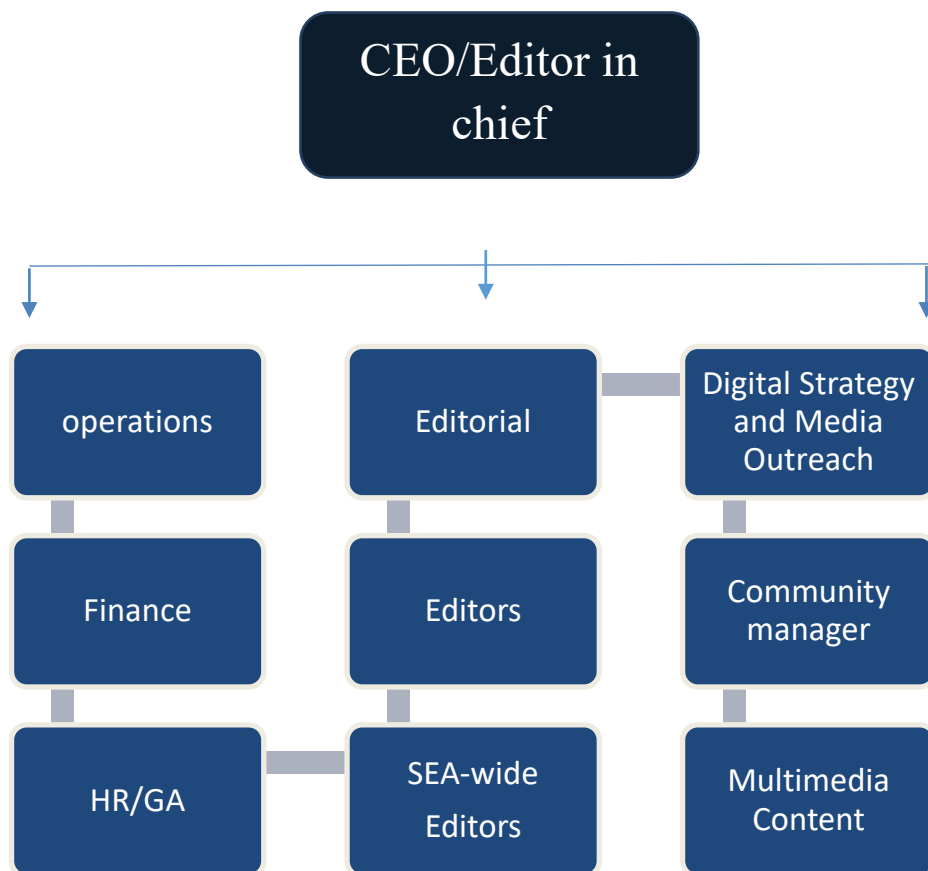 CEO/Editor in
chief
operations
Editorial
Digital Strategy
and Media
Outreach
Finance
Editors
Community
manager
HR/GA
SEA-wide
Editors
Multimedia
Content